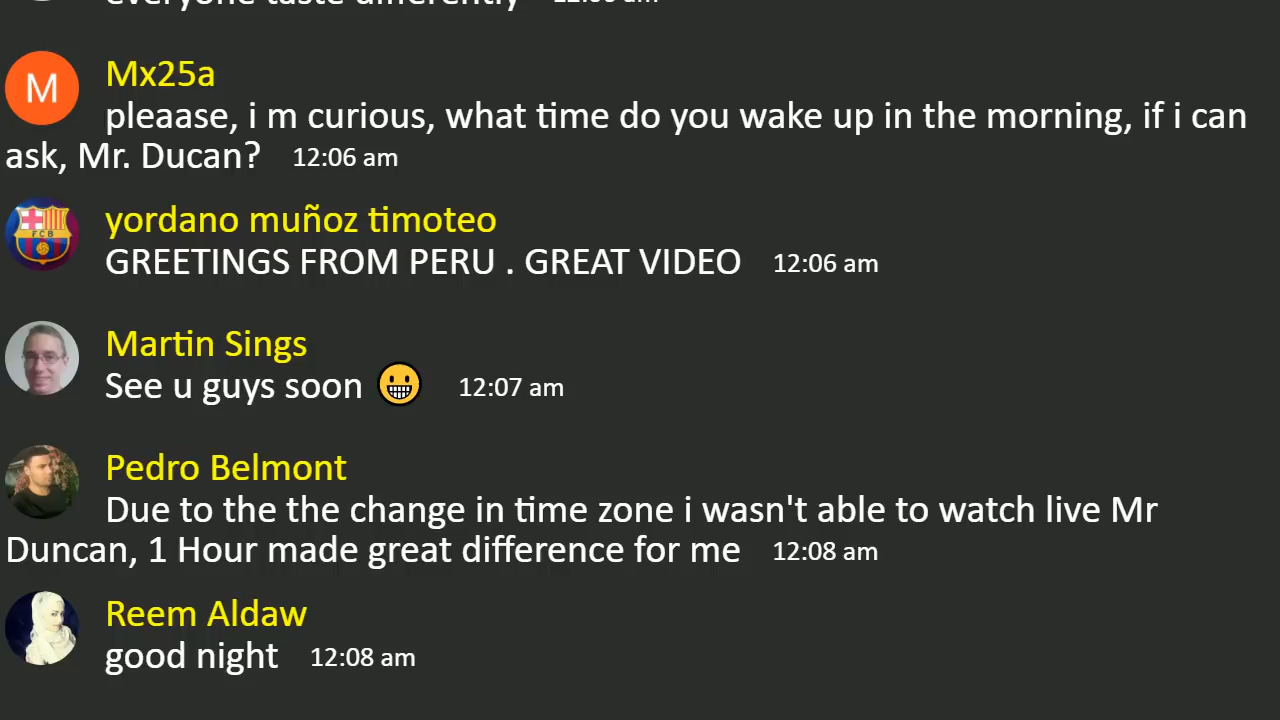 everyone taste differently 12:06 am
M
Mx25a
pleaase, i m curious, what time do you wake up in the morning, if i can
ask, Mr. Ducan? 12:06 am
FCB
yordano muñoz timoteo
GREETINGS FROM PERU . GREAT VIDEO 12:06 am
Martin Sings
See u guys soon 😀 12:07 am
Pedro Belmont
Due to the the change in time zone i wasn't able to watch live Mr
Duncan, 1 Hour made great difference for me 12:08 am
Reem Aldaw
good night 12:08 am